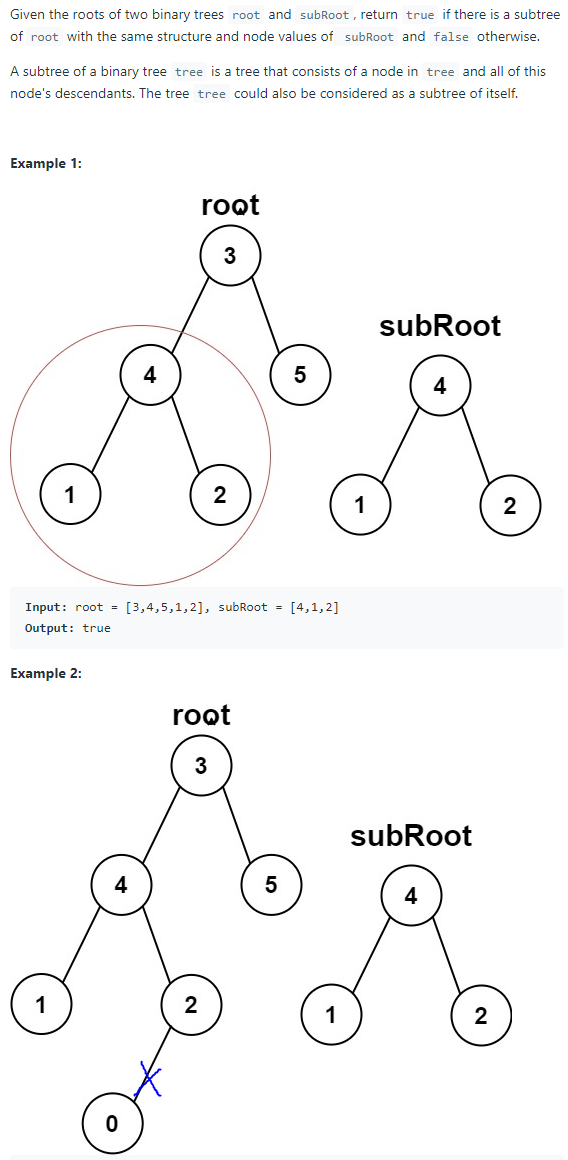 Given the roots of two binary trees root and subRoot , return true if there is a subtree
of root with the same structure and node values of subRoot and false otherwise.
A subtree of a binary tree tree is a tree that consists of a node in tree and all of this
node's descendants. The tree tree could also be considered as a subtree of itself.
Example 1:
root
3
subRoot
4
5
4
1
2
1
2
Input: root = [3,4,5,1,2], subRoot = [4,1,2]
Output: true
Example 2:
root
3
subRoot
4
5
4
1
2
1
2
0